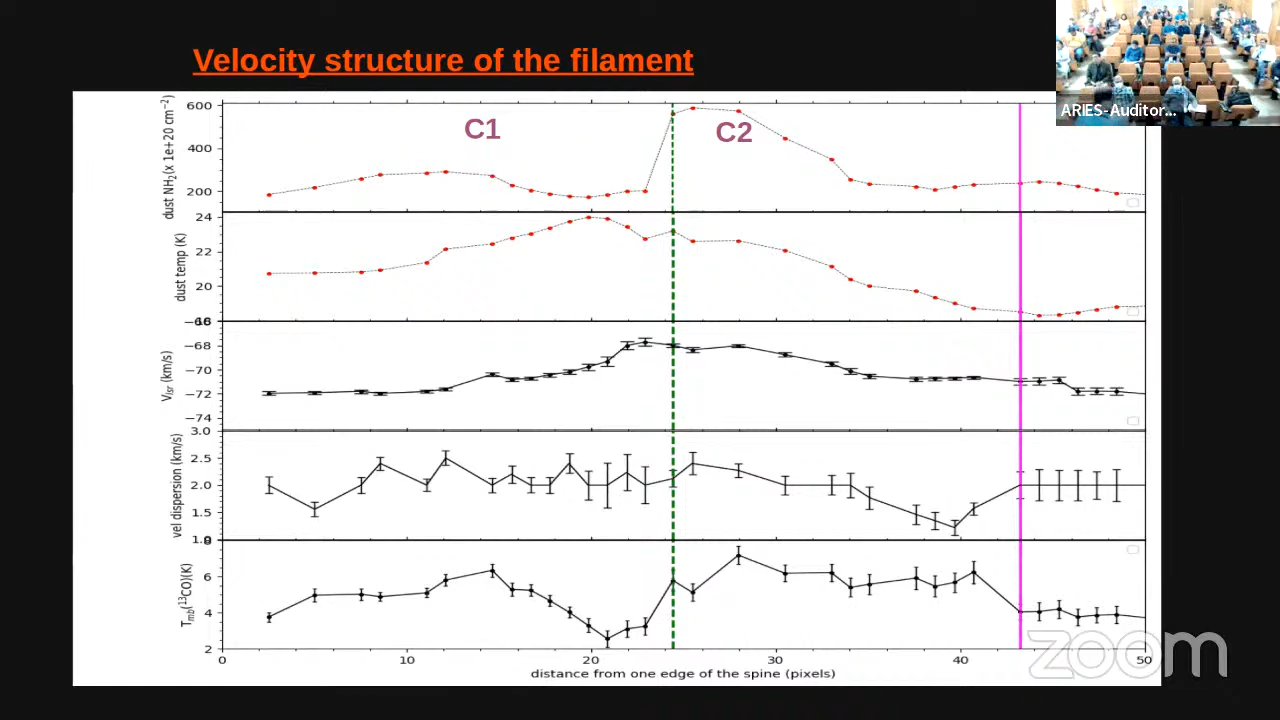 Velocity structure of the filament
ARIES-Auditor...
C1
C2
dust NH₂(x 1e+20 cm⁻²)
600
400
200
dust temp (K)
24
22
20
V_lsr (km/s)
−68
−70
−72
−74
vel dispersion (km/s)
3.0
2.5
2.0
1.5
T_mb(¹³CO)(K)
6
4
2
0
10
20
30
40
50
distance from one edge of the spine (pixels)
zoom